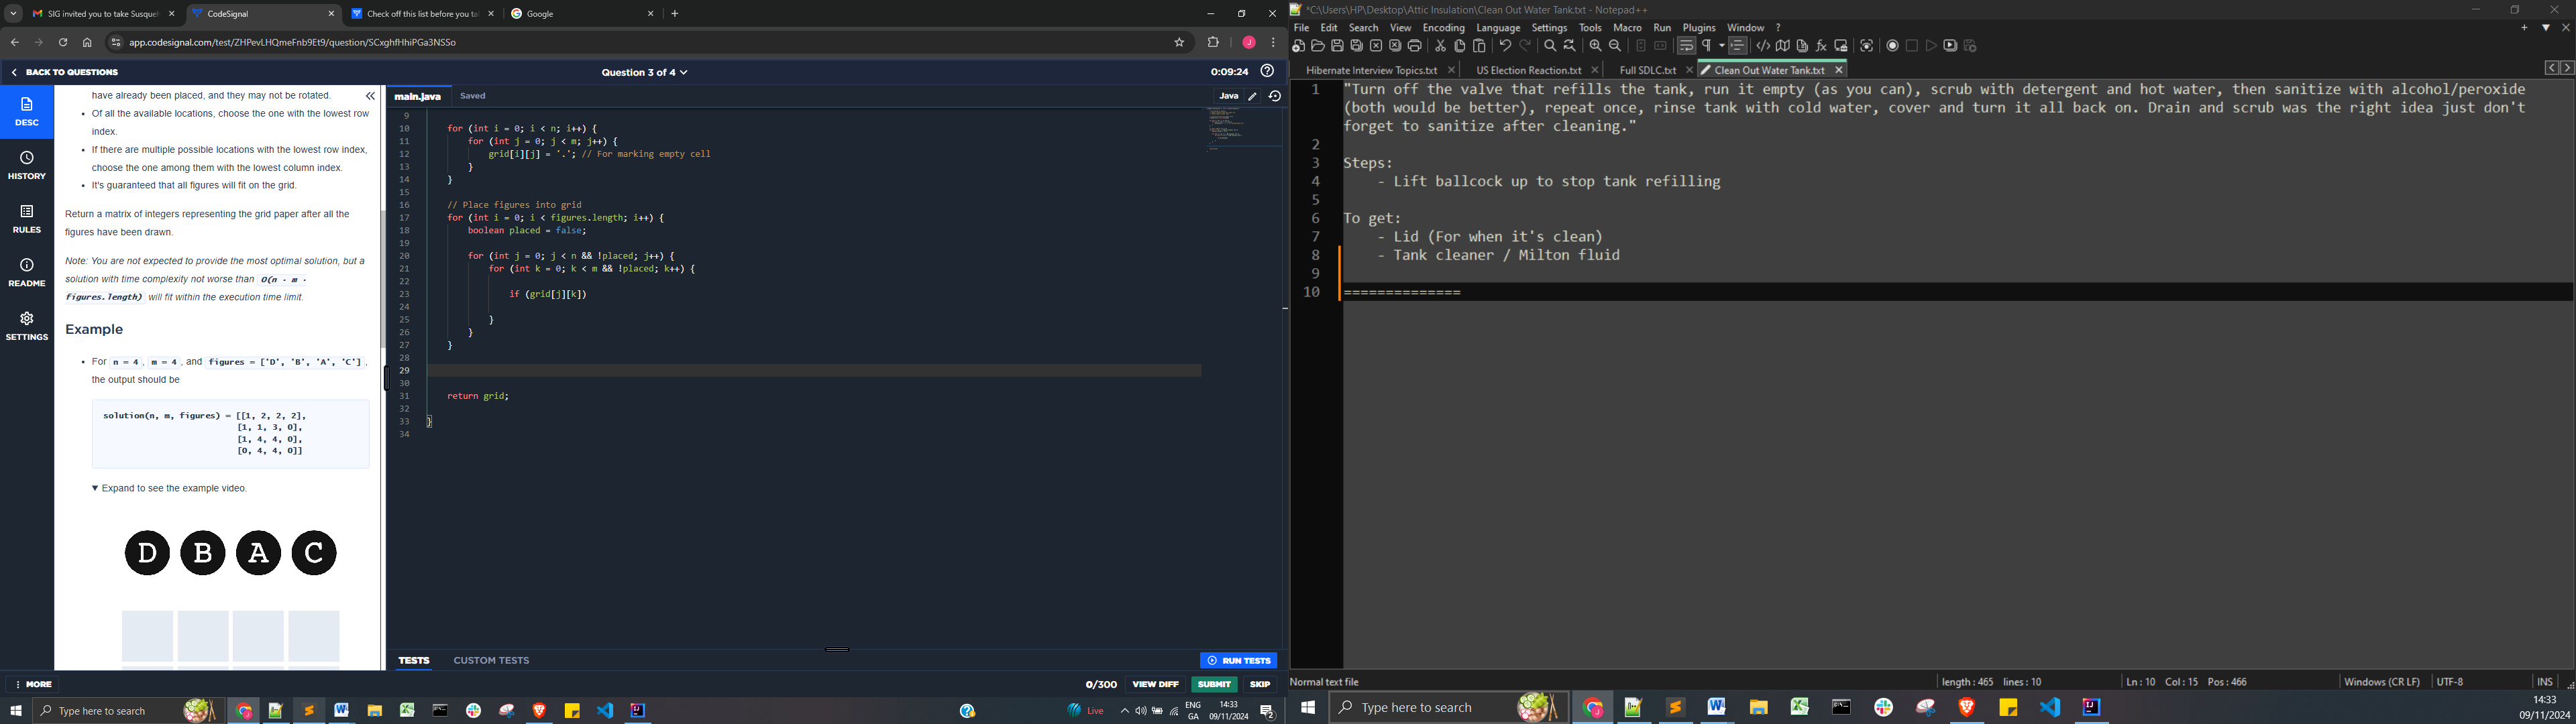 SIG invited you to take Susqueh
CodeSignal
Check off this list before you ta
Google
app.codesignal.com/test/ZHPevLHQmeFnb9Et9/question/SCxghfHhiPGa3NSSo
BACK TO QUESTIONS
Question 3 of 4
0:09:24
DESC
HISTORY
RULES
README
SETTINGS
MORE
have already been placed, and they may not be rotated.
• Of all the available locations, choose the one with the lowest row
index.
• If there are multiple possible locations with the lowest row index,
choose the one among them with the lowest column index.
• It's guaranteed that all figures will fit on the grid.
Return a matrix of integers representing the grid paper after all the
figures have been drawn.
Note: You are not expected to provide the most optimal solution, but a
solution with time complexity not worse than O(n · m ·
figures.length) will fit within the execution time limit.
Example
• For n = 4, m = 4, and figures = ['D', 'B', 'A', 'C'],
the output should be
solution(n, m, figures) = [[1, 2, 2, 2],
[1, 1, 3, 0],
[1, 4, 4, 0],
[0, 4, 4, 0]]
▼ Expand to see the example video.
D B A C
main.java
Saved
Java
9
10 for (int i = 0; i < n; i++) {
11 for (int j = 0; j < m; j++) {
12 grid[i][j] = '.'; // For marking empty cell
13 }
14 }
15
16 // Place figures into grid
17 for (int i = 0; i < figures.length; i++) {
18 boolean placed = false;
19
20 for (int j = 0; j < n && !placed; j++) {
21 for (int k = 0; k < m && !placed; k++) {
22
23 if (grid[j][k])
24
25 }
26 }
27 }
28
29
30
31 return grid;
32
33 }
34
TESTS
CUSTOM TESTS
RUN TESTS
0/300
VIEW DIFF
SUBMIT
SKIP
Type here to search
Live
ENG
GA
14:33
09/11/2024
2
*C:\Users\HP\Desktop\Attic Insulation\Clean Out Water Tank.txt - Notepad++
File Edit Search View Encoding Language Settings Tools Macro Run Plugins Window ?
Hibernate Interview Topics.txt
US Election Reaction.txt
Full SDLC.txt
Clean Out Water Tank.txt
1 "Turn off the valve that refills the tank, run it empty (as you can), scrub with detergent and hot water, then sanitize with alcohol/peroxide
(both would be better), repeat once, rinse tank with cold water, cover and turn it all back on. Drain and scrub was the right idea just don't
forget to sanitize after cleaning."
2
3 Steps:
4 - Lift ballcock up to stop tank refilling
5
6 To get:
7 - Lid (For when it's clean)
8 - Tank cleaner / Milton fluid
9
10 ==============
Normal text file
length : 465 lines : 10
Ln : 10 Col : 15 Pos : 466
Windows (CR LF)
UTF-8
INS
Type here to search
14:33
09/11/2024